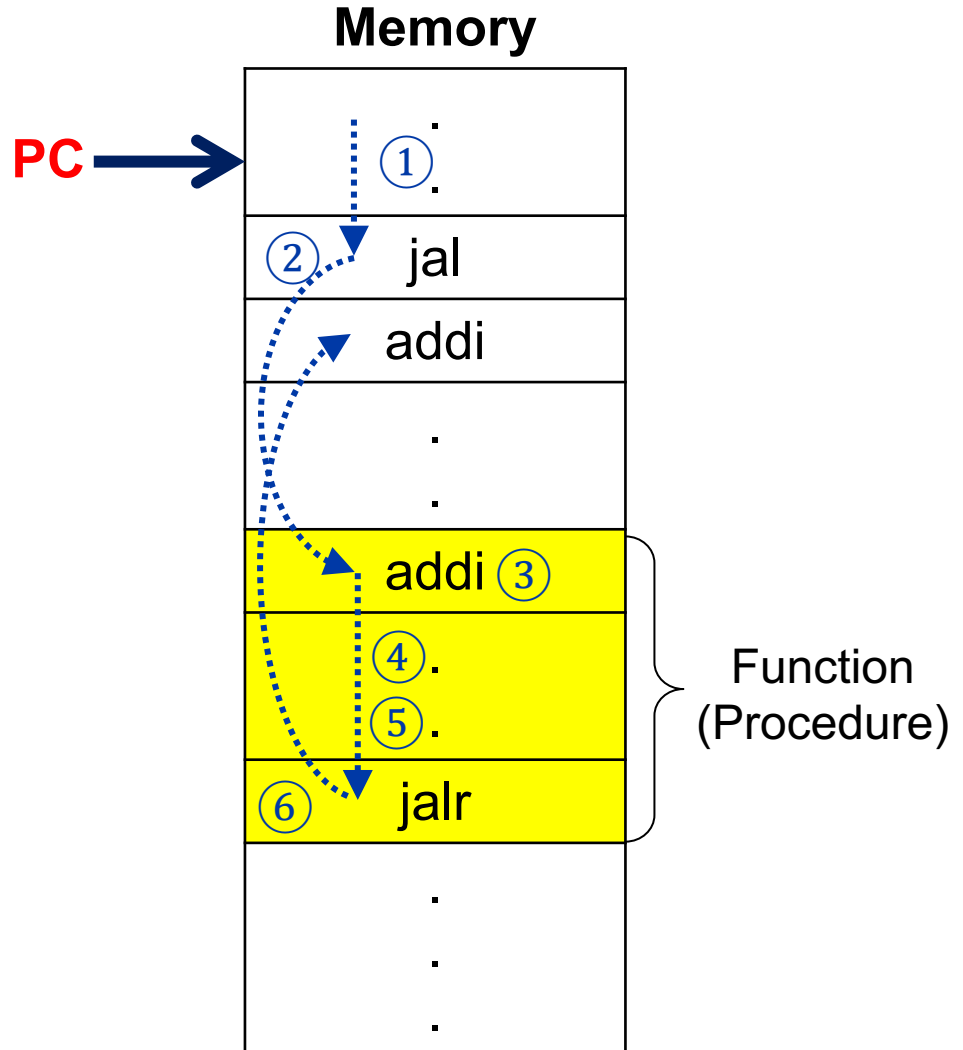 Memory
.
PC
①
.
② jal
addi
.
.
addi ③
④ .
Function
(Procedure)
⑤ .
⑥ jalr
.
.
.